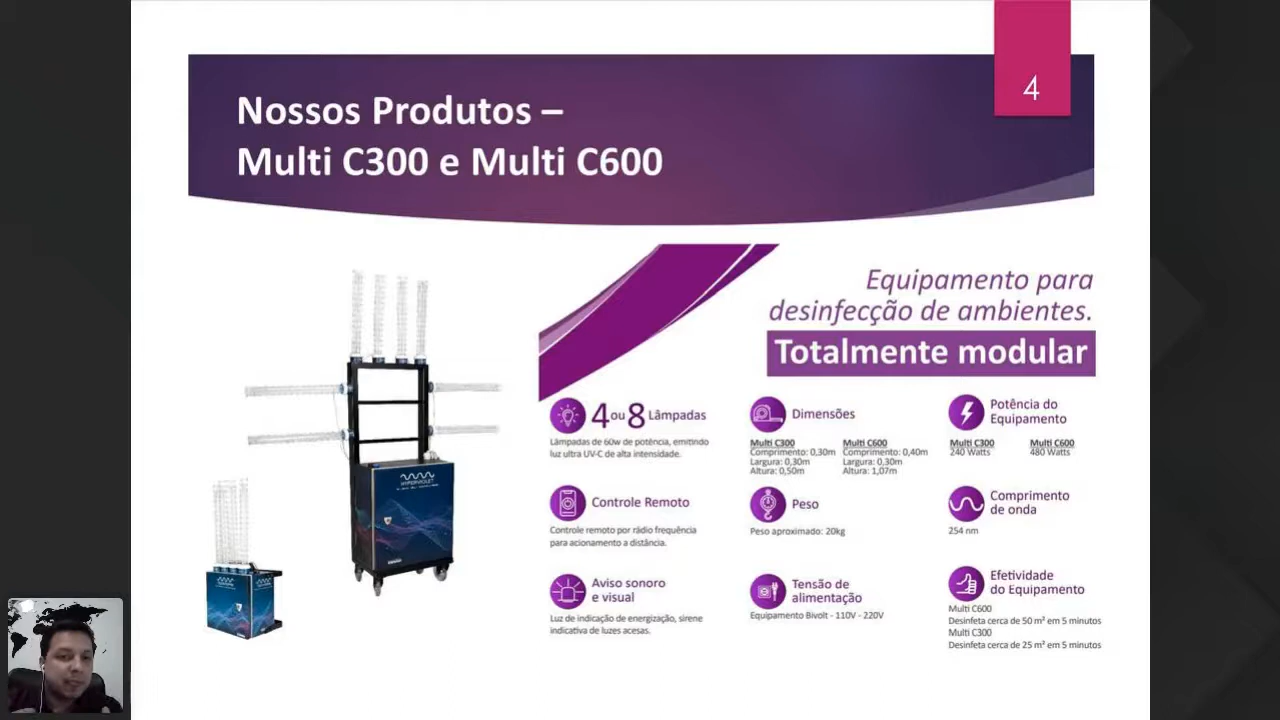 4
Nossos Produtos –
Multi C300 e Multi C600
Equipamento para
desinfecção de ambientes.
Totalmente modular
4 ou 8 Lâmpadas
Lâmpadas de 60w de potência, emitindo
luz ultra UV-C de alta intensidade.
Controle Remoto
Controle remoto por rádio frequência
para acionamento a distância.
Aviso sonoro
e visual
Luz de indicação de energização, sirene
indicativa de luzes acesas.
Dimensões
Multi C300
Comprimento: 0,30m
Largura: 0,30m
Altura: 0,50m
Multi C600
Comprimento: 0,40m
Largura: 0,30m
Altura: 1,07m
Peso
Peso aproximado: 20kg
Tensão de
alimentação
Equipamento Bivolt - 110V - 220V
Potência do
Equipamento
Multi C300
240 Watts
Multi C600
480 Watts
Comprimento
de onda
254 nm
Efetividade
do Equipamento
Multi C600
Desinfeta cerca de 50 m² em 5 minutos
Multi C300
Desinfeta cerca de 25 m² em 5 minutos
HYPERVIOLET